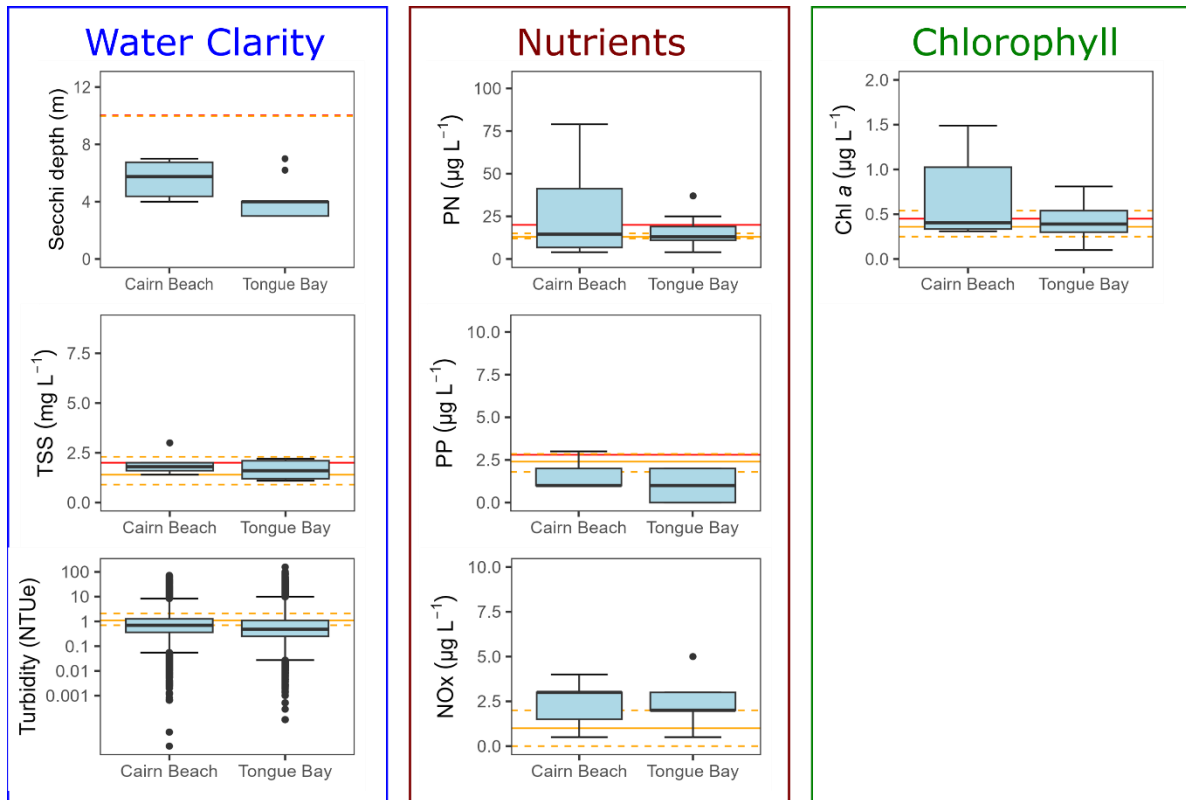 Water Clarity
Secchi depth (m)
12
8
4
0
Cairn Beach Tongue Bay
TSS (mg L⁻¹)
7.5
5.0
2.5
0.0
Cairn Beach Tongue Bay
Turbidity (NTUe)
100
10
1
0.1
0.01
0.001
Cairn Beach Tongue Bay
Nutrients
PN (µg L⁻¹)
100
75
50
25
0
Cairn Beach Tongue Bay
PP (µg L⁻¹)
10.0
7.5
5.0
2.5
0.0
Cairn Beach Tongue Bay
NOx (µg L⁻¹)
10.0
7.5
5.0
2.5
0.0
Cairn Beach Tongue Bay
Chlorophyll
Chl a (µg L⁻¹)
2.0
1.5
1.0
0.5
0.0
Cairn Beach Tongue Bay